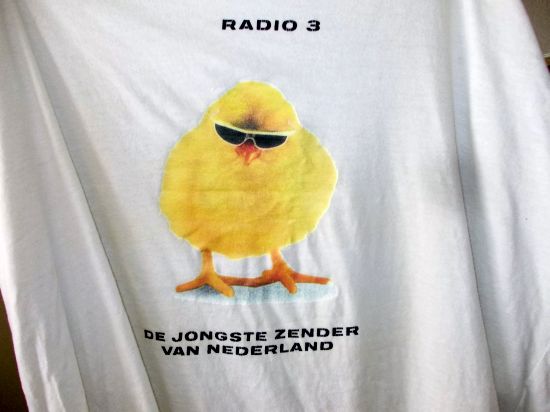 RADIO 3
DE JONGSTE ZENDER
VAN NEDERLAND